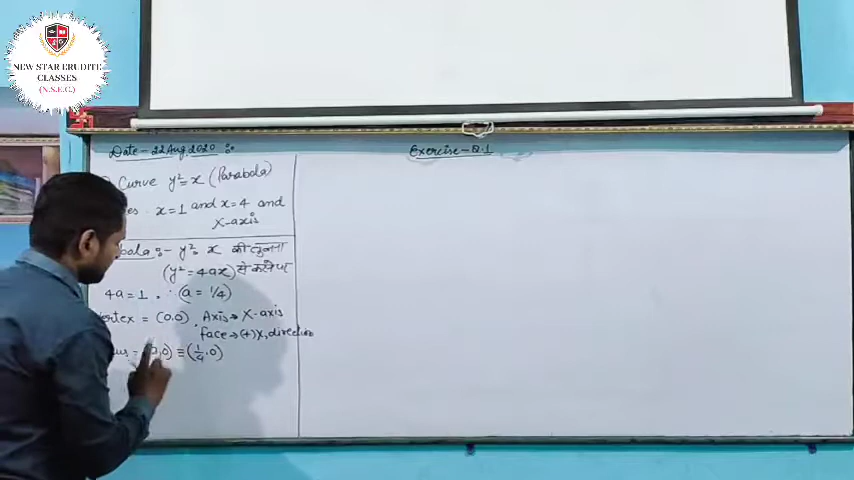 NEW STAR ERUDITE
CLASSES
(N.S.E.C.)
Date - 22 Aug, 2020
Exercise - 8.1
Curve y² = x (Parabola)
x = 1 and x = 4 and
X-axis
y² = x की तुलना
(y² = 4ax) से करने पर
4a = 1 ∴ (a = 1/4)
vertex = (0,0) . Axis → X-axis
face → (+) X, direction
= (a,0) ≡ (1/4, 0)